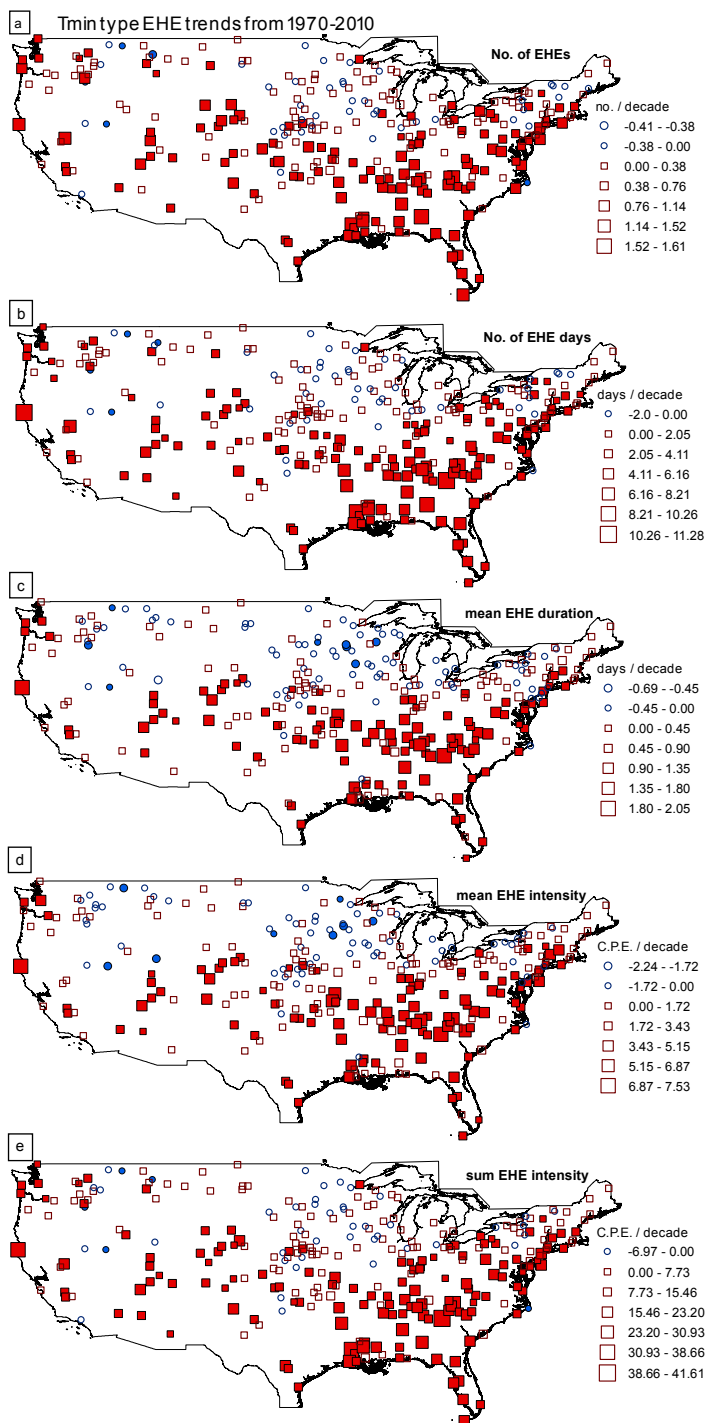 a
Tmin type EHE trends from 1970-2010
No. of EHEs
no. / decade
-0.41 - -0.38
-0.38 - 0.00
0.00 - 0.38
0.38 - 0.76
0.76 - 1.14
1.14 - 1.52
1.52 - 1.61
b
No. of EHE days
days / decade
-2.0 - 0.00
0.00 - 2.05
2.05 - 4.11
4.11 - 6.16
6.16 - 8.21
8.21 - 10.26
10.26 - 11.28
c
mean EHE duration
days / decade
-0.69 - -0.45
-0.45 - 0.00
0.00 - 0.45
0.45 - 0.90
0.90 - 1.35
1.35 - 1.80
1.80 - 2.05
d
mean EHE intensity
C.P.E. / decade
-2.24 - -1.72
-1.72 - 0.00
0.00 - 1.72
1.72 - 3.43
3.43 - 5.15
5.15 - 6.87
6.87 - 7.53
e
sum EHE intensity
C.P.E. / decade
-6.97 - 0.00
0.00 - 7.73
7.73 - 15.46
15.46 - 23.20
23.20 - 30.93
30.93 - 38.66
38.66 - 41.61